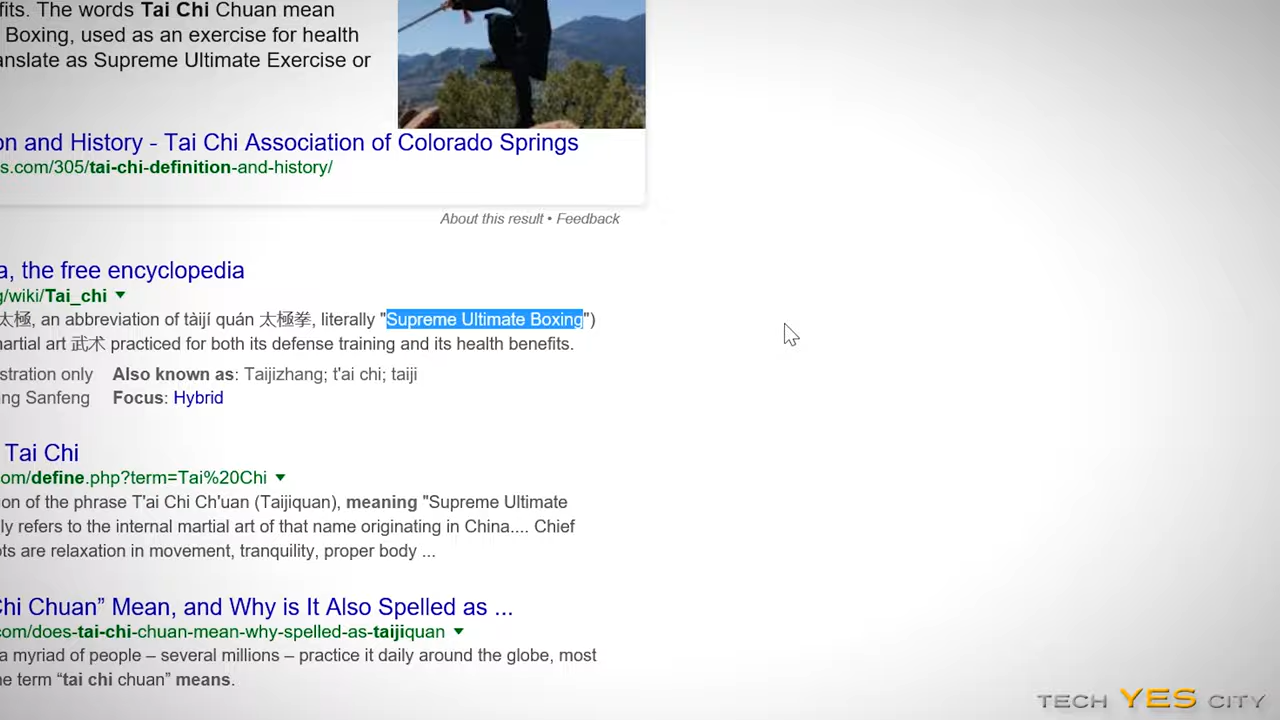 fits. The words Tai Chi Chuan mean
Boxing, used as an exercise for health
anslate as Supreme Ultimate Exercise or
on and History - Tai Chi Association of Colorado Springs
s.com/305/tai-chi-definition-and-history/
About this result • Feedback
a, the free encyclopedia
g/wiki/Tai_chi
太極, an abbreviation of tàijí quán 太極拳, literally "Supreme Ultimate Boxing")
martial art 武术 practiced for both its defense training and its health benefits.
stration only Also known as: Taijizhang; t'ai chi; taiji
ng Sanfeng Focus: Hybrid
Tai Chi
om/define.php?term=Tai%20Chi
on of the phrase T'ai Chi Ch'uan (Taijiquan), meaning "Supreme Ultimate
ly refers to the internal martial art of that name originating in China.... Chief
ots are relaxation in movement, tranquility, proper body ...
Chi Chuan” Mean, and Why is It Also Spelled as ...
com/does-tai-chi-chuan-mean-why-spelled-as-taijiquan
a myriad of people – several millions – practice it daily around the globe, most
he term “tai chi chuan” means.
TECH YES CITY